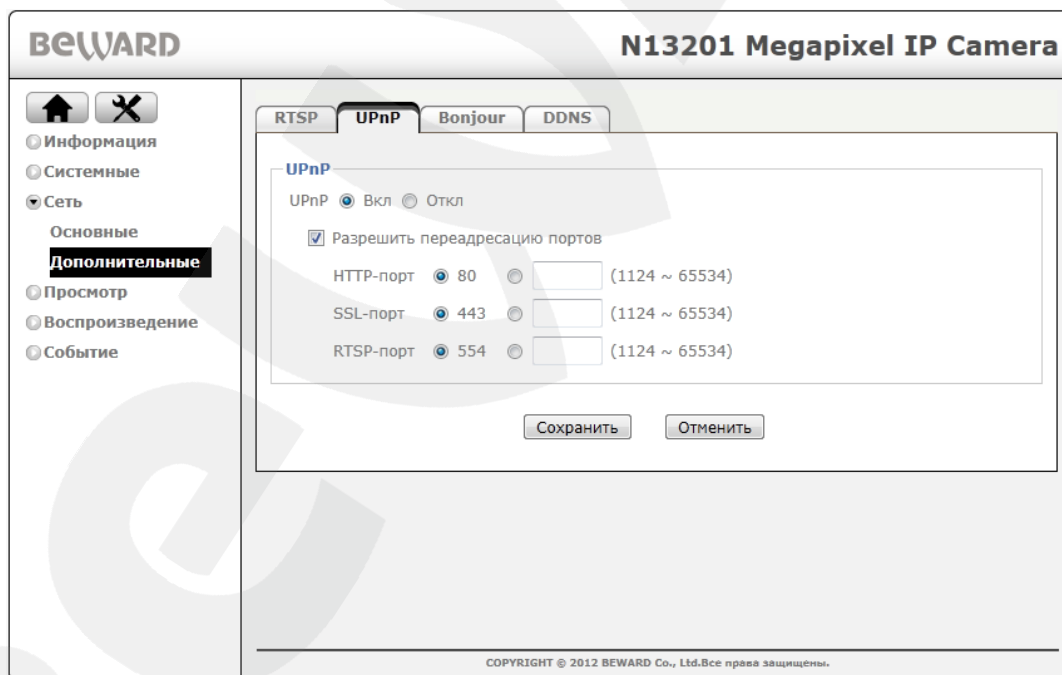 BEWARD
N13201 Megapixel IP Camera
Информация
Системные
Сеть
Основные
Дополнительные
Просмотр
Воспроизведение
Событие
RTSP UPnP Bonjour DDNS
UPnP
UPnP Вкл Откл
Разрешить переадресацию портов
HTTP-порт 80 (1124 ~ 65534)
SSL-порт 443 (1124 ~ 65534)
RTSP-порт 554 (1124 ~ 65534)
Сохранить Отменить
COPYRIGHT © 2012 BEWARD Co., Ltd.Все права защищены.